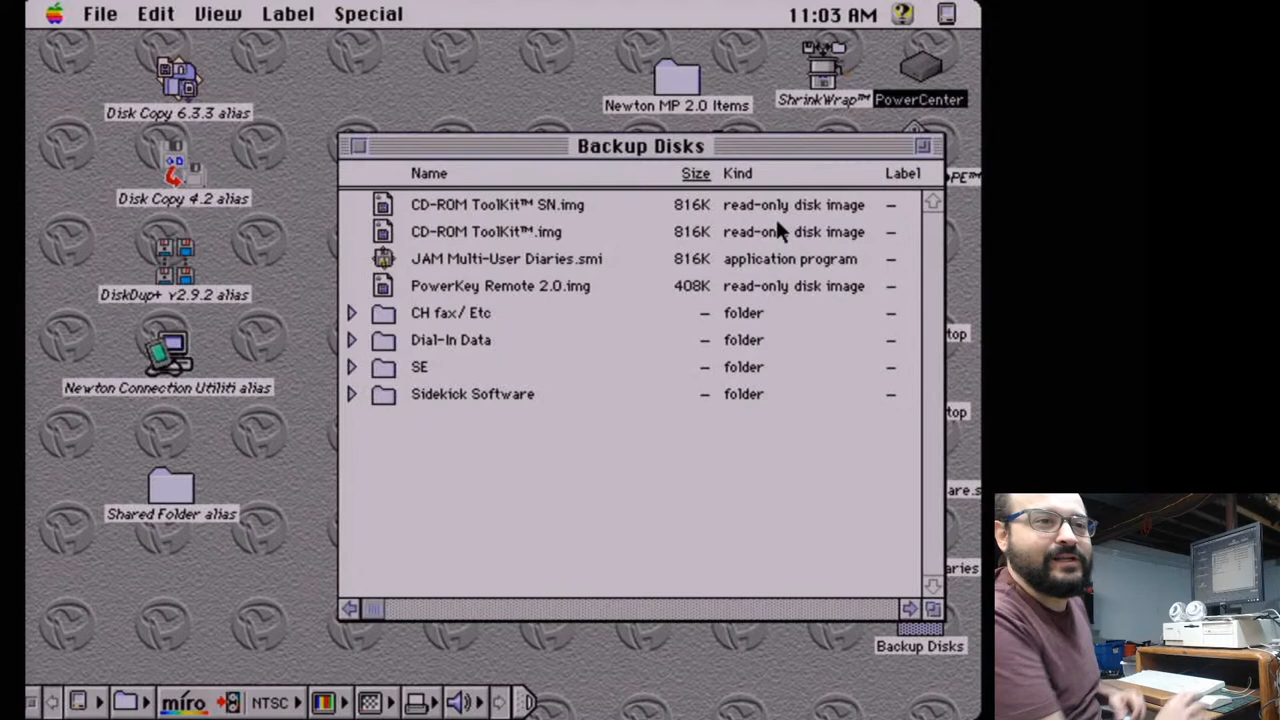 File Edit View Label Special 11:03 AM
Disk Copy 6.3.3 alias
Newton MP 2.0 Items
ShrinkWrap™
PowerCenter
Disk Copy 4.2 alias
DiskDup+ v2.9.2 alias
Newton Connection Utiliti alias
Shared Folder alias
Backup Disks
Name Size Kind Label
CD-ROM ToolKit™ SN.img 816K read-only disk image –
CD-ROM ToolKit™.img 816K read-only disk image –
JAM Multi-User Diaries.smi 816K application program –
PowerKey Remote 2.0.img 408K read-only disk image –
CH fax/ Etc – folder –
Dial-In Data – folder –
SE – folder –
Sidekick Software – folder –
PE™
top
top
are.s
aries
Backup Disks
miro NTSC